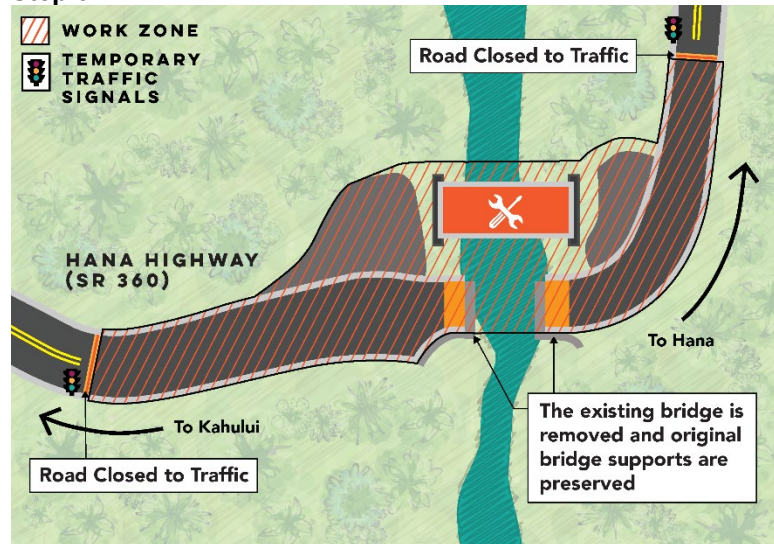 WORK ZONE
TEMPORARY
TRAFFIC
SIGNALS
Road Closed to Traffic
HANA HIGHWAY
(SR 360)
To Hana
To Kahului
Road Closed to Traffic
The existing bridge is
removed and original
bridge supports are
preserved